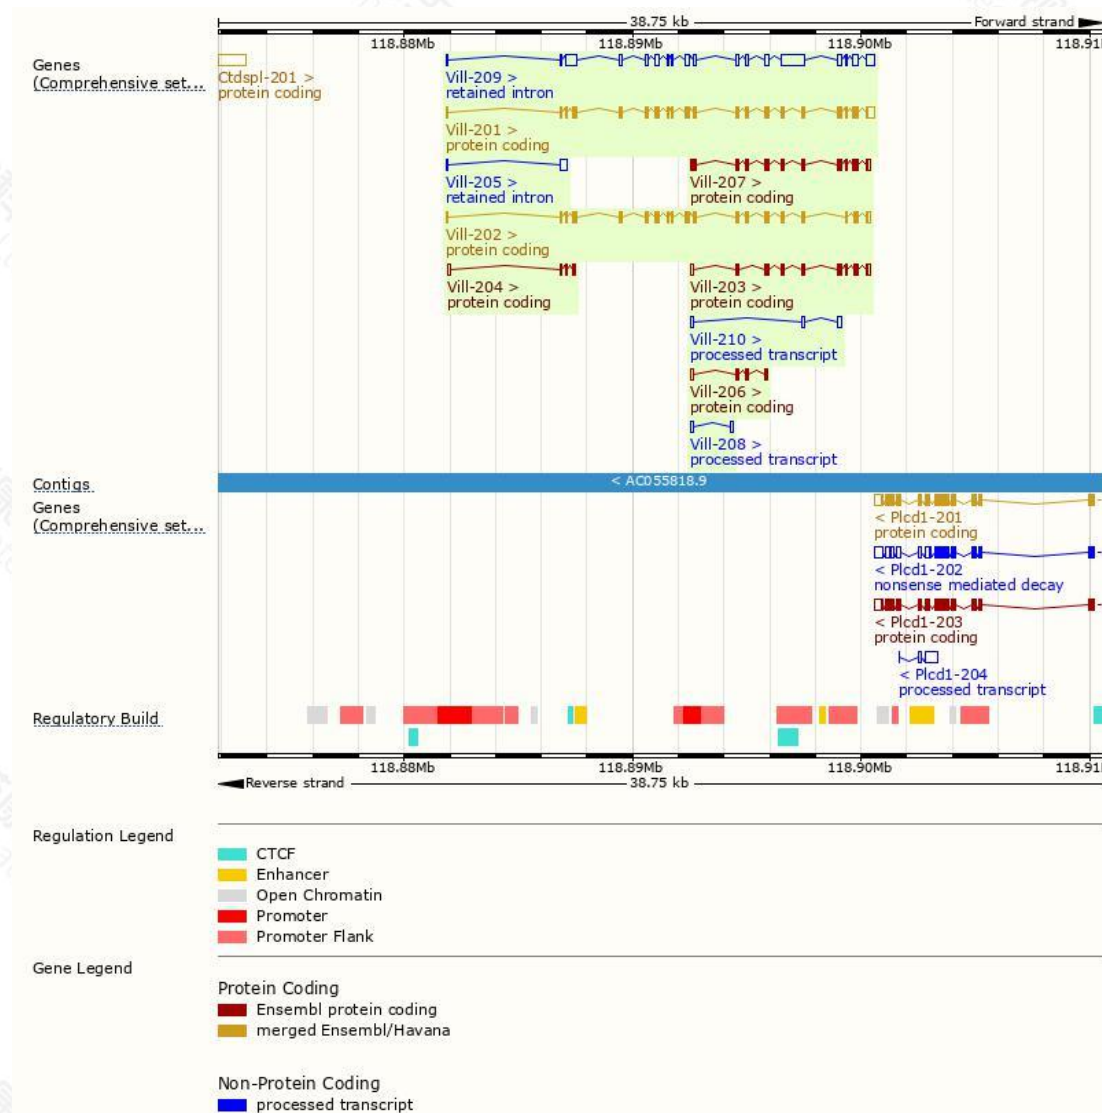 38.75 kb Forward strand
118.88Mb 118.89Mb 118.90Mb 118.91
Genes
(Comprehensive set...
Ctdspl-201 >
protein coding
Vill-209 >
retained intron
Vill-201 >
protein coding
Vill-205 >
retained intron
Vill-207 >
protein coding
Vill-202 >
protein coding
Vill-204 >
protein coding
Vill-203 >
protein coding
Vill-210 >
processed transcript
Vill-206 >
protein coding
Vill-208 >
processed transcript
Contigs
< AC055818.9
Genes
(Comprehensive set...
< Plcd1-201
protein coding
< Plcd1-202
nonsense mediated decay
< Plcd1-203
protein coding
< Plcd1-204
processed transcript
Regulatory Build
118.88Mb 118.89Mb 118.90Mb 118.91
Reverse strand 38.75 kb
Regulation Legend
CTCF
Enhancer
Open Chromatin
Promoter
Promoter Flank
Gene Legend
Protein Coding
Ensembl protein coding
merged Ensembl/Havana
Non-Protein Coding
processed transcript